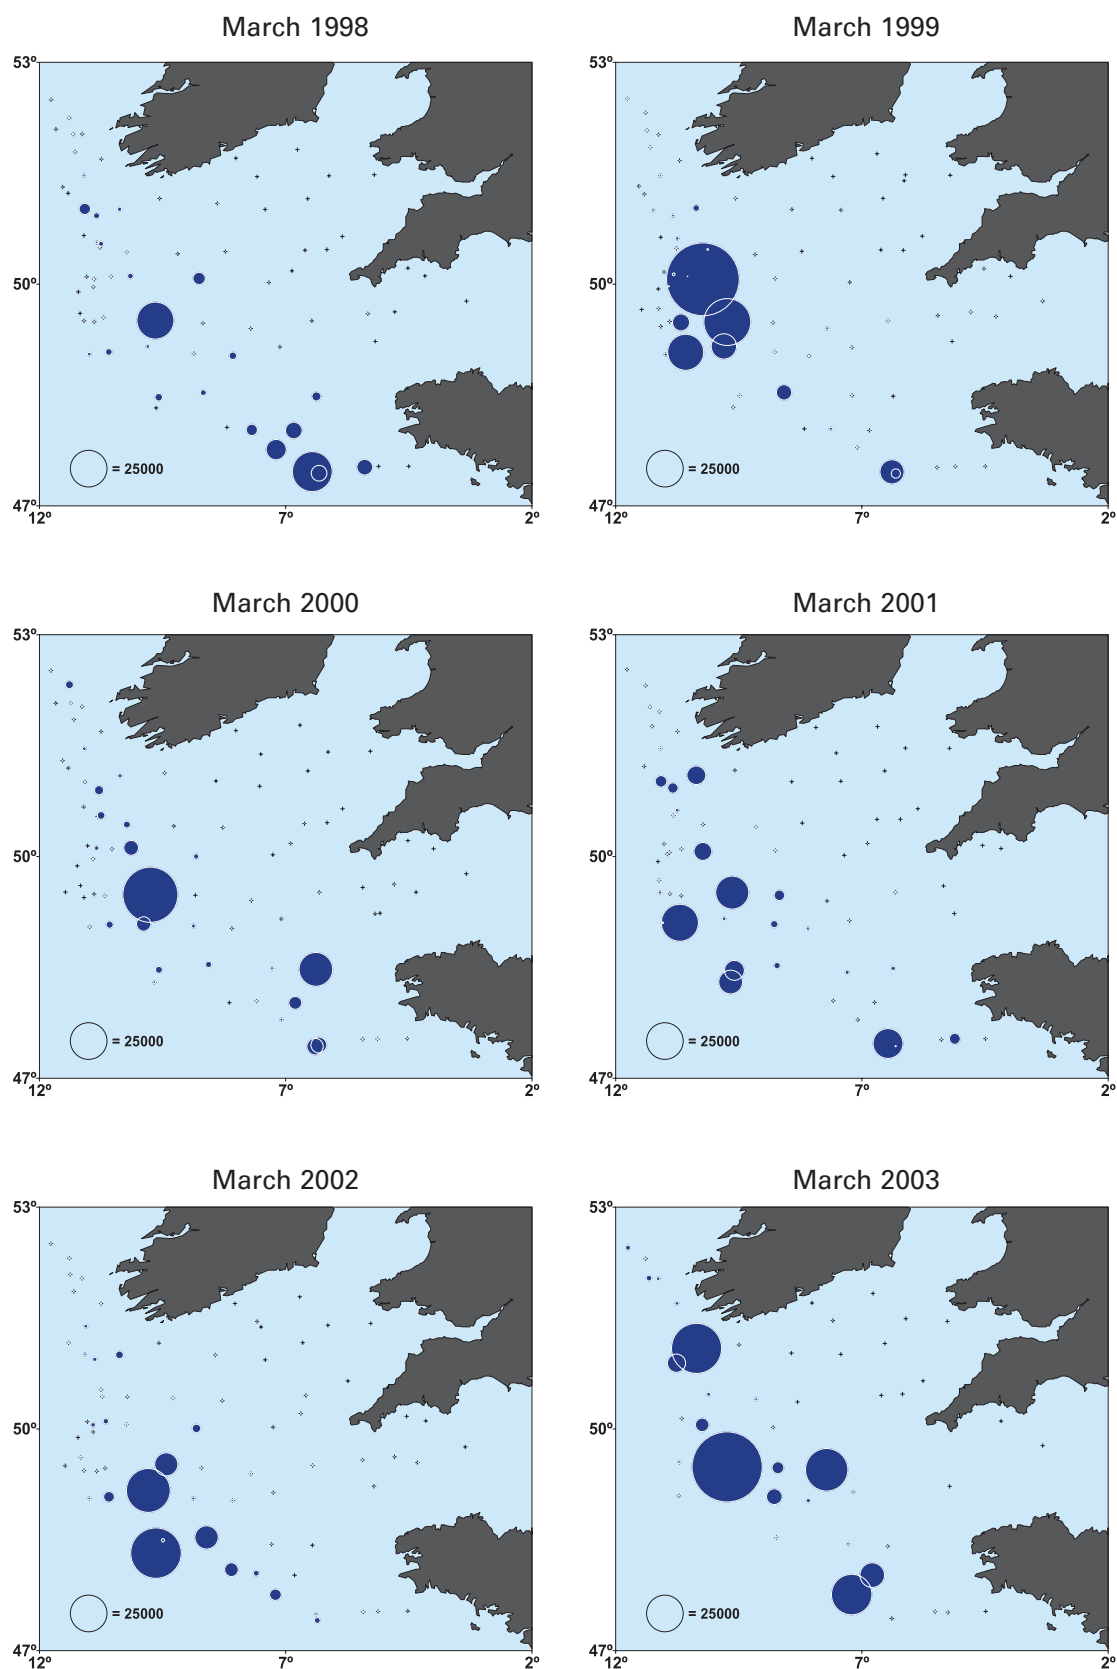 March 1998
March 1999
53º
53º
50º
50º
= 25000
= 25000
47º
47º
12º
7º
2º
12º
7º
2º
March 2000
March 2001
53º
53º
50º
50º
= 25000
= 25000
47º
47º
12º
7º
2º
12º
7º
2º
March 2002
March 2003
53º
53º
50º
50º
= 25000
= 25000
47º
47º
12º
7º
2º
12º
7º
2º